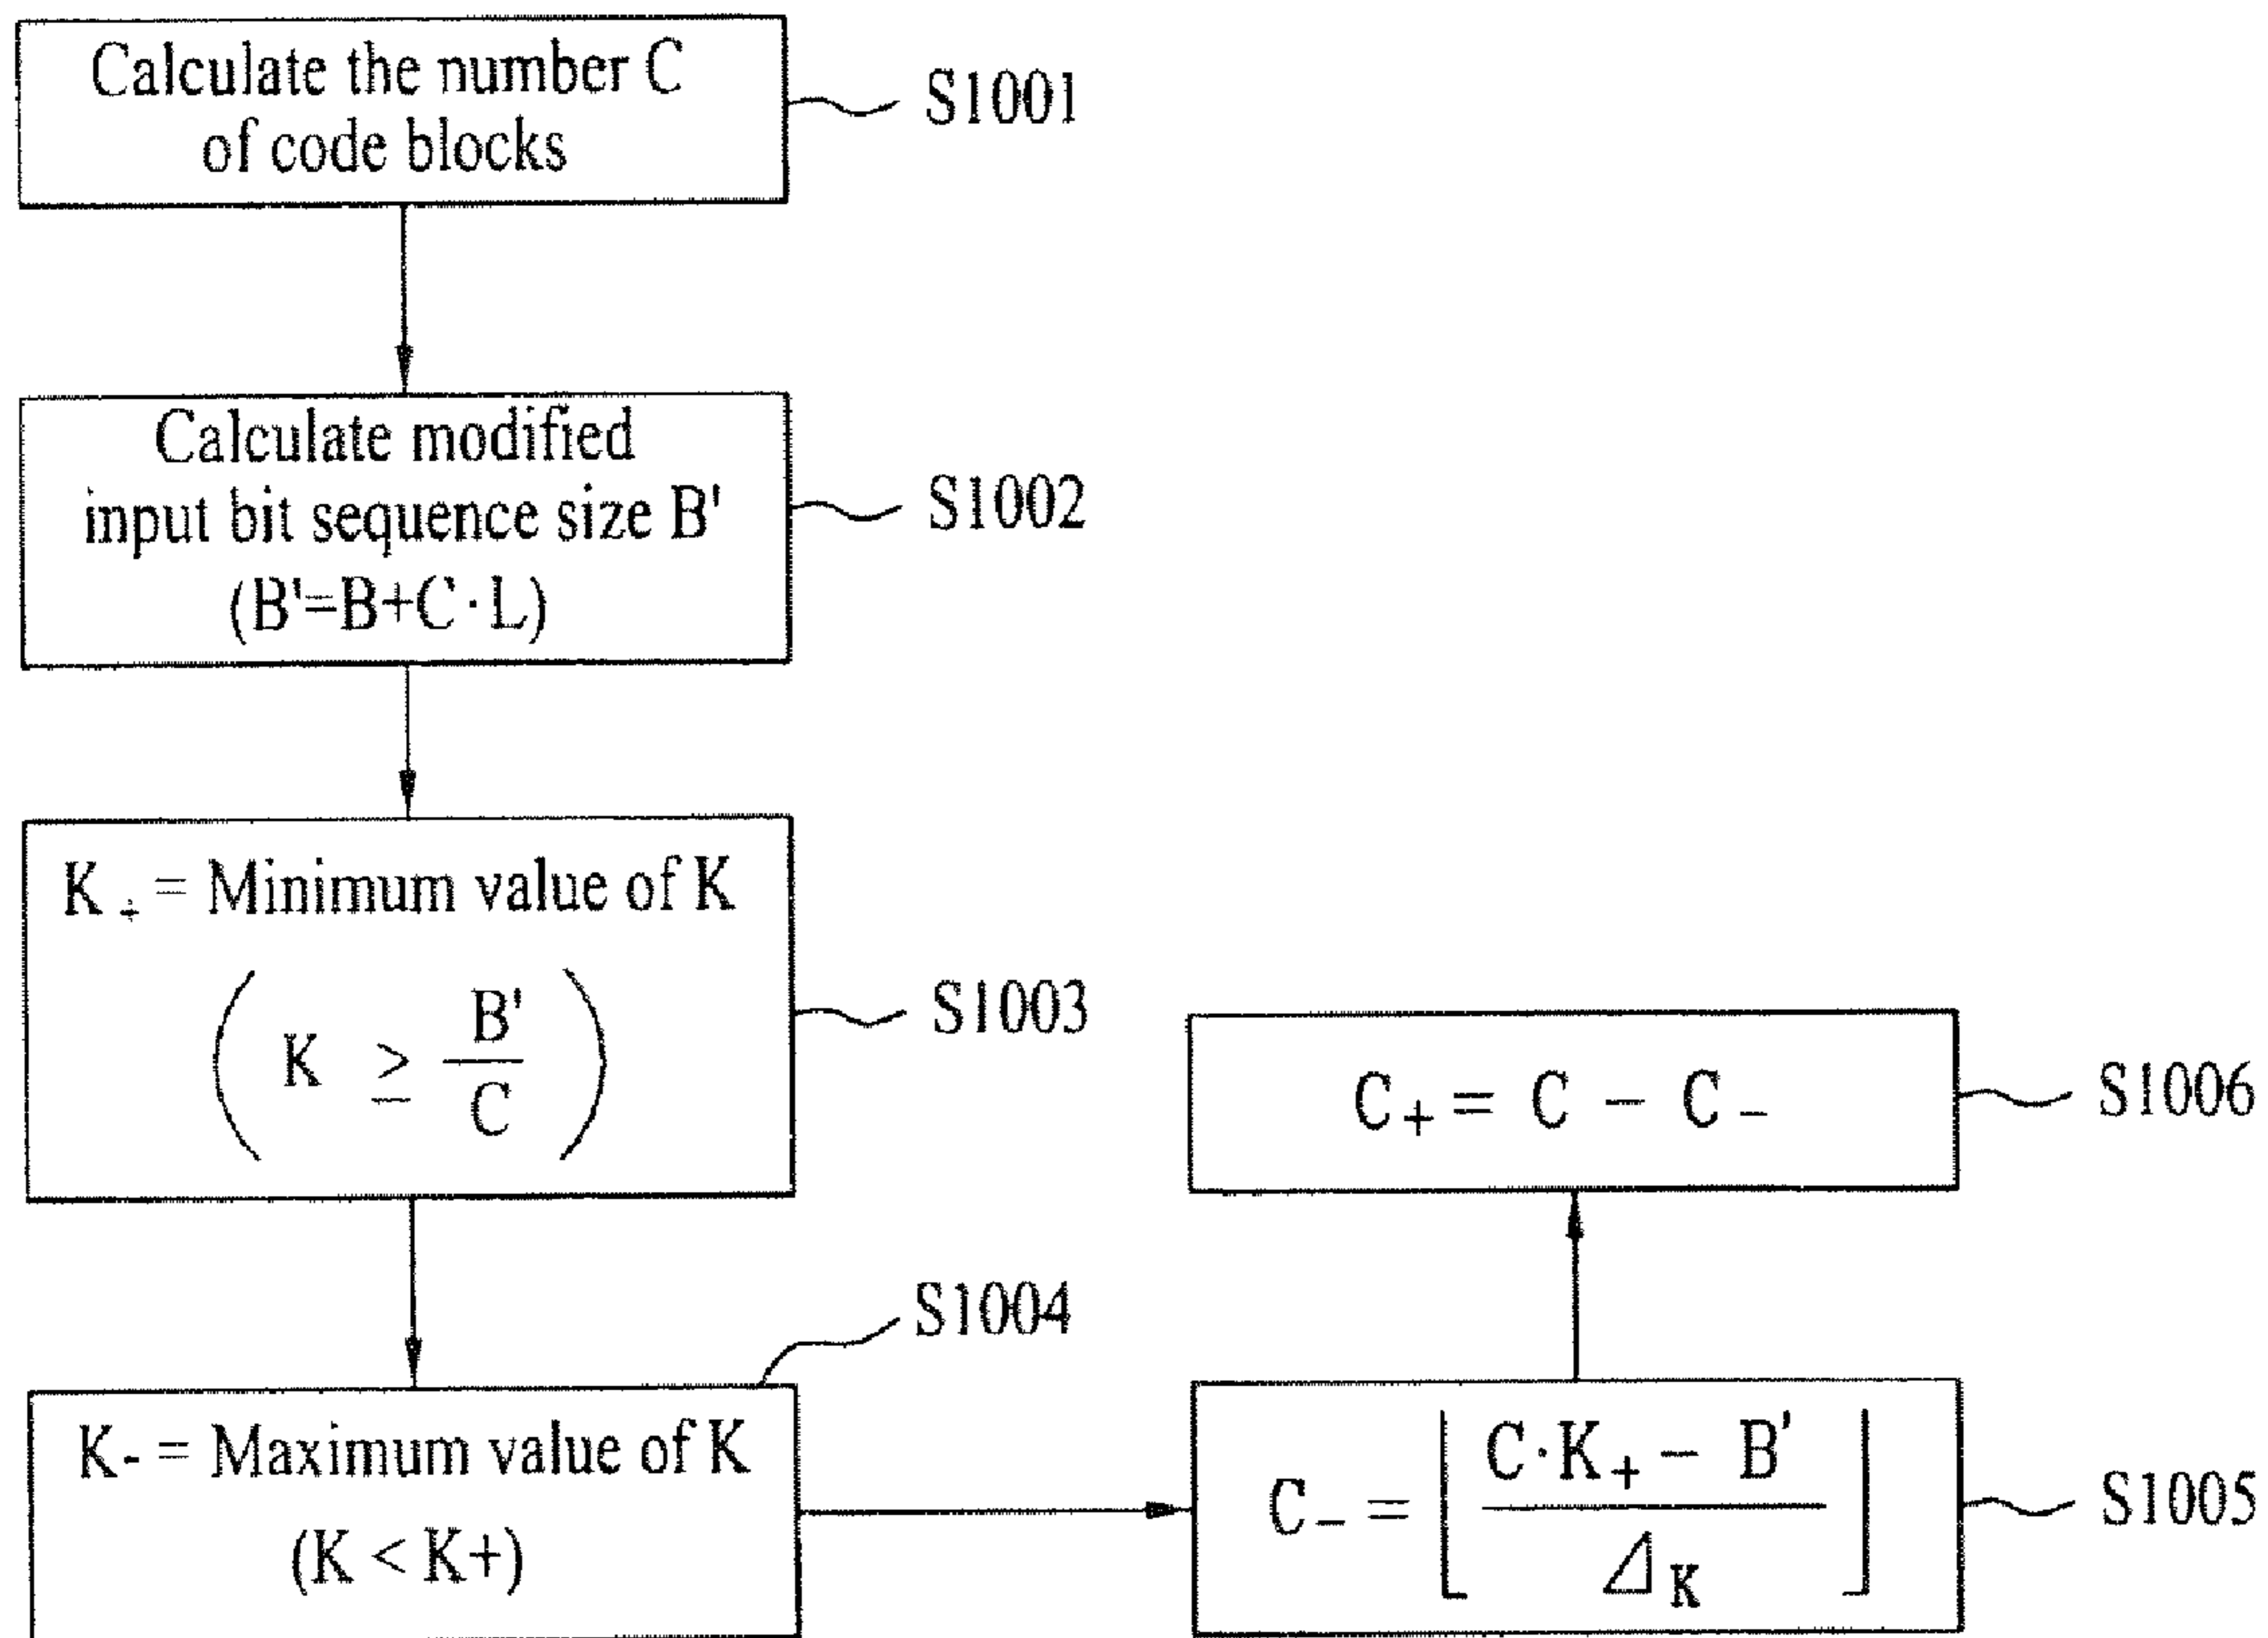 Calculate the number C
of code blocks
S1001
Calculate modified
input bit sequence size B'
(B'=B+C·L)
S1002
K+ = Minimum value of K
(K ≥ B'/C)
S1003
K- = Maximum value of K
(K < K+)
S1004
C- = ⌊(C·K+ - B')/ΔK⌋
S1005
C+ = C - C-
S1006